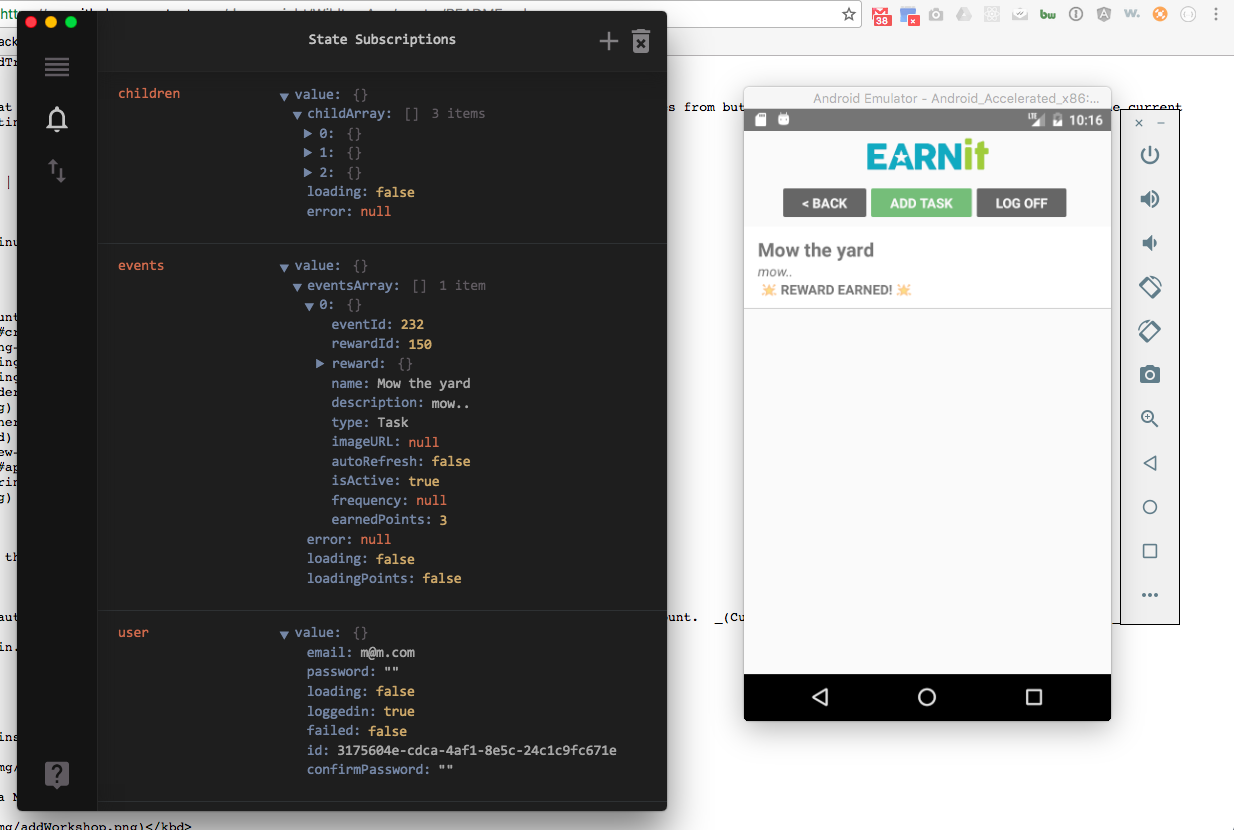 https
38
ack
State Subscriptions
children
value: {}
childArray: [] 3 items
0: {}
1: {}
2: {}
loading: false
error: null
events
value: {}
eventsArray: [] 1 item
0: {}
eventId: 232
rewardId: 150
reward: {}
name: Mow the yard
description: mow..
type: Task
imageURL: null
autoRefresh: false
isActive: true
frequency: null
earnedPoints: 3
error: null
loading: false
loadingPoints: false
user
value: {}
email: m@m.com
password: ""
loading: false
loggedin: true
failed: false
id: 3175604e-cdca-4af1-8e5c-24c1c9fc671e
confirmPassword: ""
Android Emulator - Android_Accelerated_x86:...
LTE 10:16
EARNit
< BACK ADD TASK LOG OFF
Mow the yard
mow..
REWARD EARNED!
s from but
e current
unt. _(Cu
mg/addWorkshop.png)</kbd>